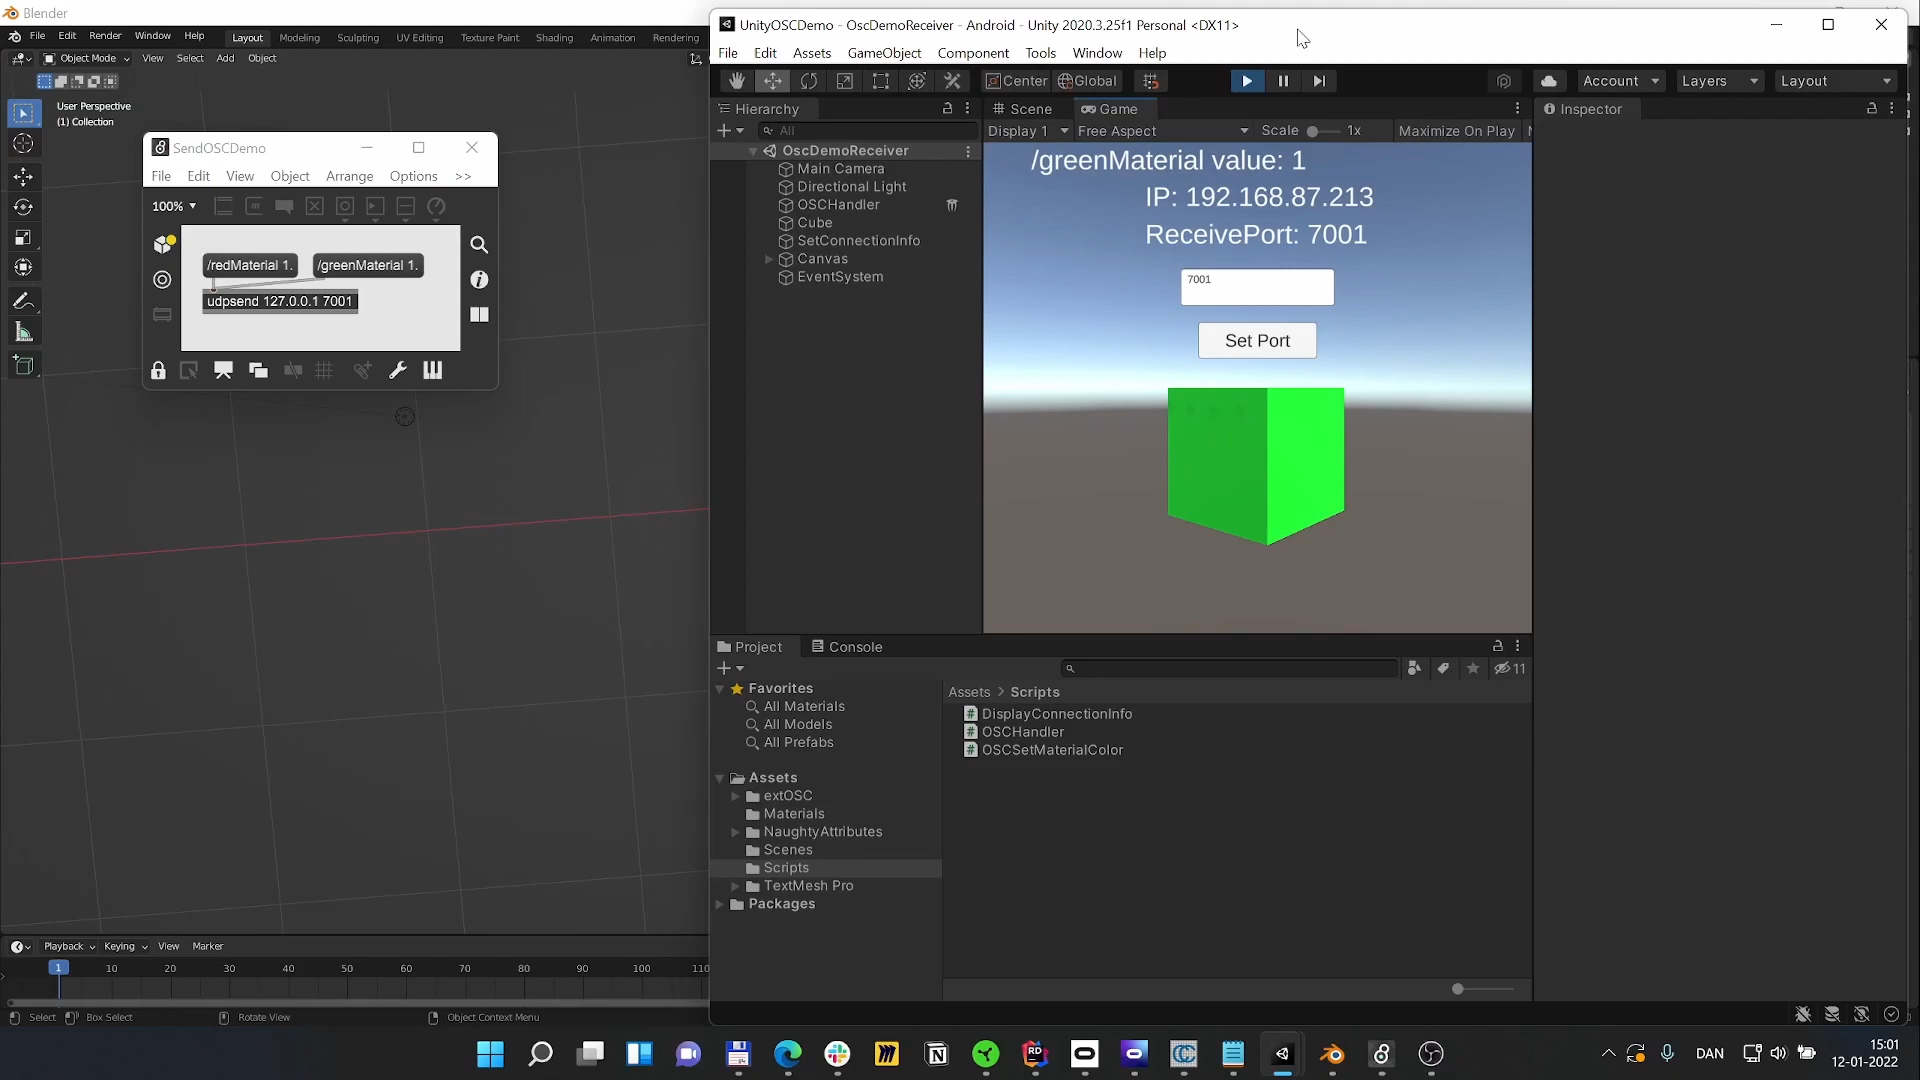 Blender
File Edit Render Window Help Layout Modeling Sculpting UV Editing Texture Paint Shading Animation Rendering
Object Mode View Select Add Object
User Perspective
(1) Collection
SendOSCDemo
File Edit View Object Arrange Options >>
100%
/redMaterial 1. /greenMaterial 1.
udpsend 127.0.0.1 7001
Playback Keying View Marker
1 10 20 30 40 50 60 70 80 90 100 110
Select Box Select Rotate View Object Context Menu
UnityOSCDemo - OscDemoReceiver - Android - Unity 2020.3.25f1 Personal <DX11>
File Edit Assets GameObject Component Tools Window Help
Center Global Account Layers Layout
Hierarchy
All
OscDemoReceiver
Main Camera
Directional Light
OSCHandler
Cube
SetConnectionInfo
Canvas
EventSystem
Scene Game
Display 1 Free Aspect Scale 1x Maximize On Play
/greenMaterial value: 1
IP: 192.168.87.213
ReceivePort: 7001
7001
Set Port
Inspector
Project Console
11
Favorites
All Materials
All Models
All Prefabs
Assets
extOSC
Materials
NaughtyAttributes
Scenes
Scripts
TextMesh Pro
Packages
Assets > Scripts
DisplayConnectionInfo
OSCHandler
OSCSetMaterialColor
DAN
15:01
12-01-2022